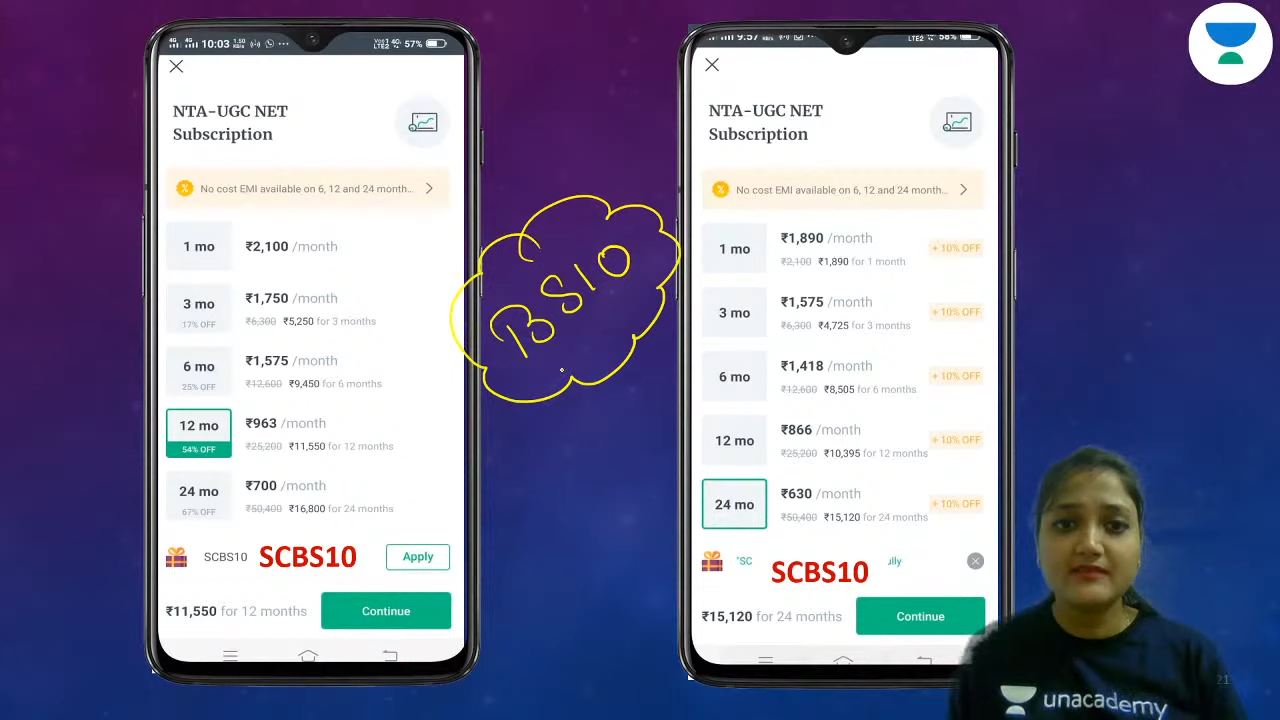 10:03 1.50 57%
NTA-UGC NET
Subscription
No cost EMI available on 6, 12 and 24 month...
1 mo ₹2,100 /month
3 mo ₹1,750 /month
17% OFF ₹6,300 ₹5,250 for 3 months
6 mo ₹1,575 /month
25% OFF ₹12,600 ₹9,450 for 6 months
12 mo ₹963 /month
54% OFF ₹25,200 ₹11,550 for 12 months
24 mo ₹700 /month
67% OFF ₹50,400 ₹16,800 for 24 months
SCBS10 SCBS10 Apply
₹11,550 for 12 months Continue
BS10
9:57 LTE2 58%
NTA-UGC NET
Subscription
No cost EMI available on 6, 12 and 24 month...
1 mo ₹1,890 /month + 10% OFF
₹2,100 ₹1,890 for 1 month
3 mo ₹1,575 /month + 10% OFF
₹6,300 ₹4,725 for 3 months
6 mo ₹1,418 /month + 10% OFF
₹12,600 ₹8,505 for 6 months
12 mo ₹866 /month + 10% OFF
₹25,200 ₹10,395 for 12 months
24 mo ₹630 /month + 10% OFF
₹50,400 ₹15,120 for 24 months
"SC SCBS10 ully
₹15,120 for 24 months Continue
unacademy
21